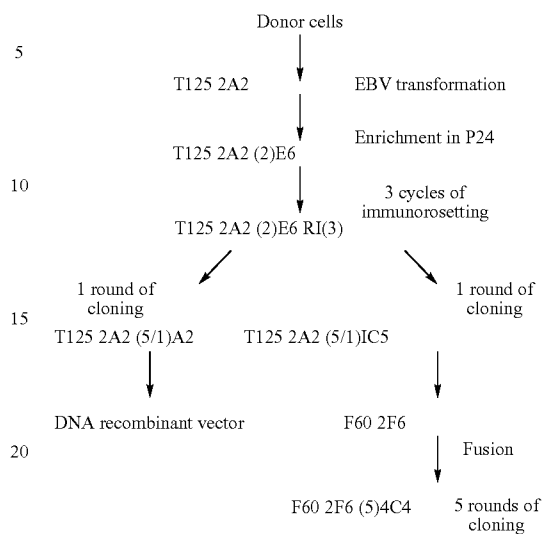 Donor cells
5
T125 2A2
EBV transformation
Enrichment in P24
T125 2A2 (2)E6
10
3 cycles of
immunorosetting
T125 2A2 (2)E6 RI(3)
1 round of
cloning
1 round of
cloning
15
T125 2A2 (5/1)A2
T125 2A2 (5/1)IC5
DNA recombinant vector
F60 2F6
20
Fusion
F60 2F6 (5)4C4
5 rounds of
cloning